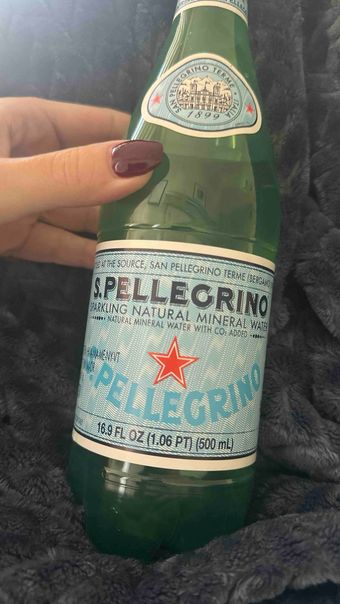 SAN PELLEGRINO TERME
ITALIA
1899
AT THE SOURCE, SAN PELLEGRINO TERME (BERGAMO
S.PELLEGRINO
SPARKLING NATURAL MINERAL WATER
NATURAL MINERAL WATER WITH CO₂ ADDED
S.PELLEGRINO
16.9 FL OZ (1.06 PT) (500 mL)